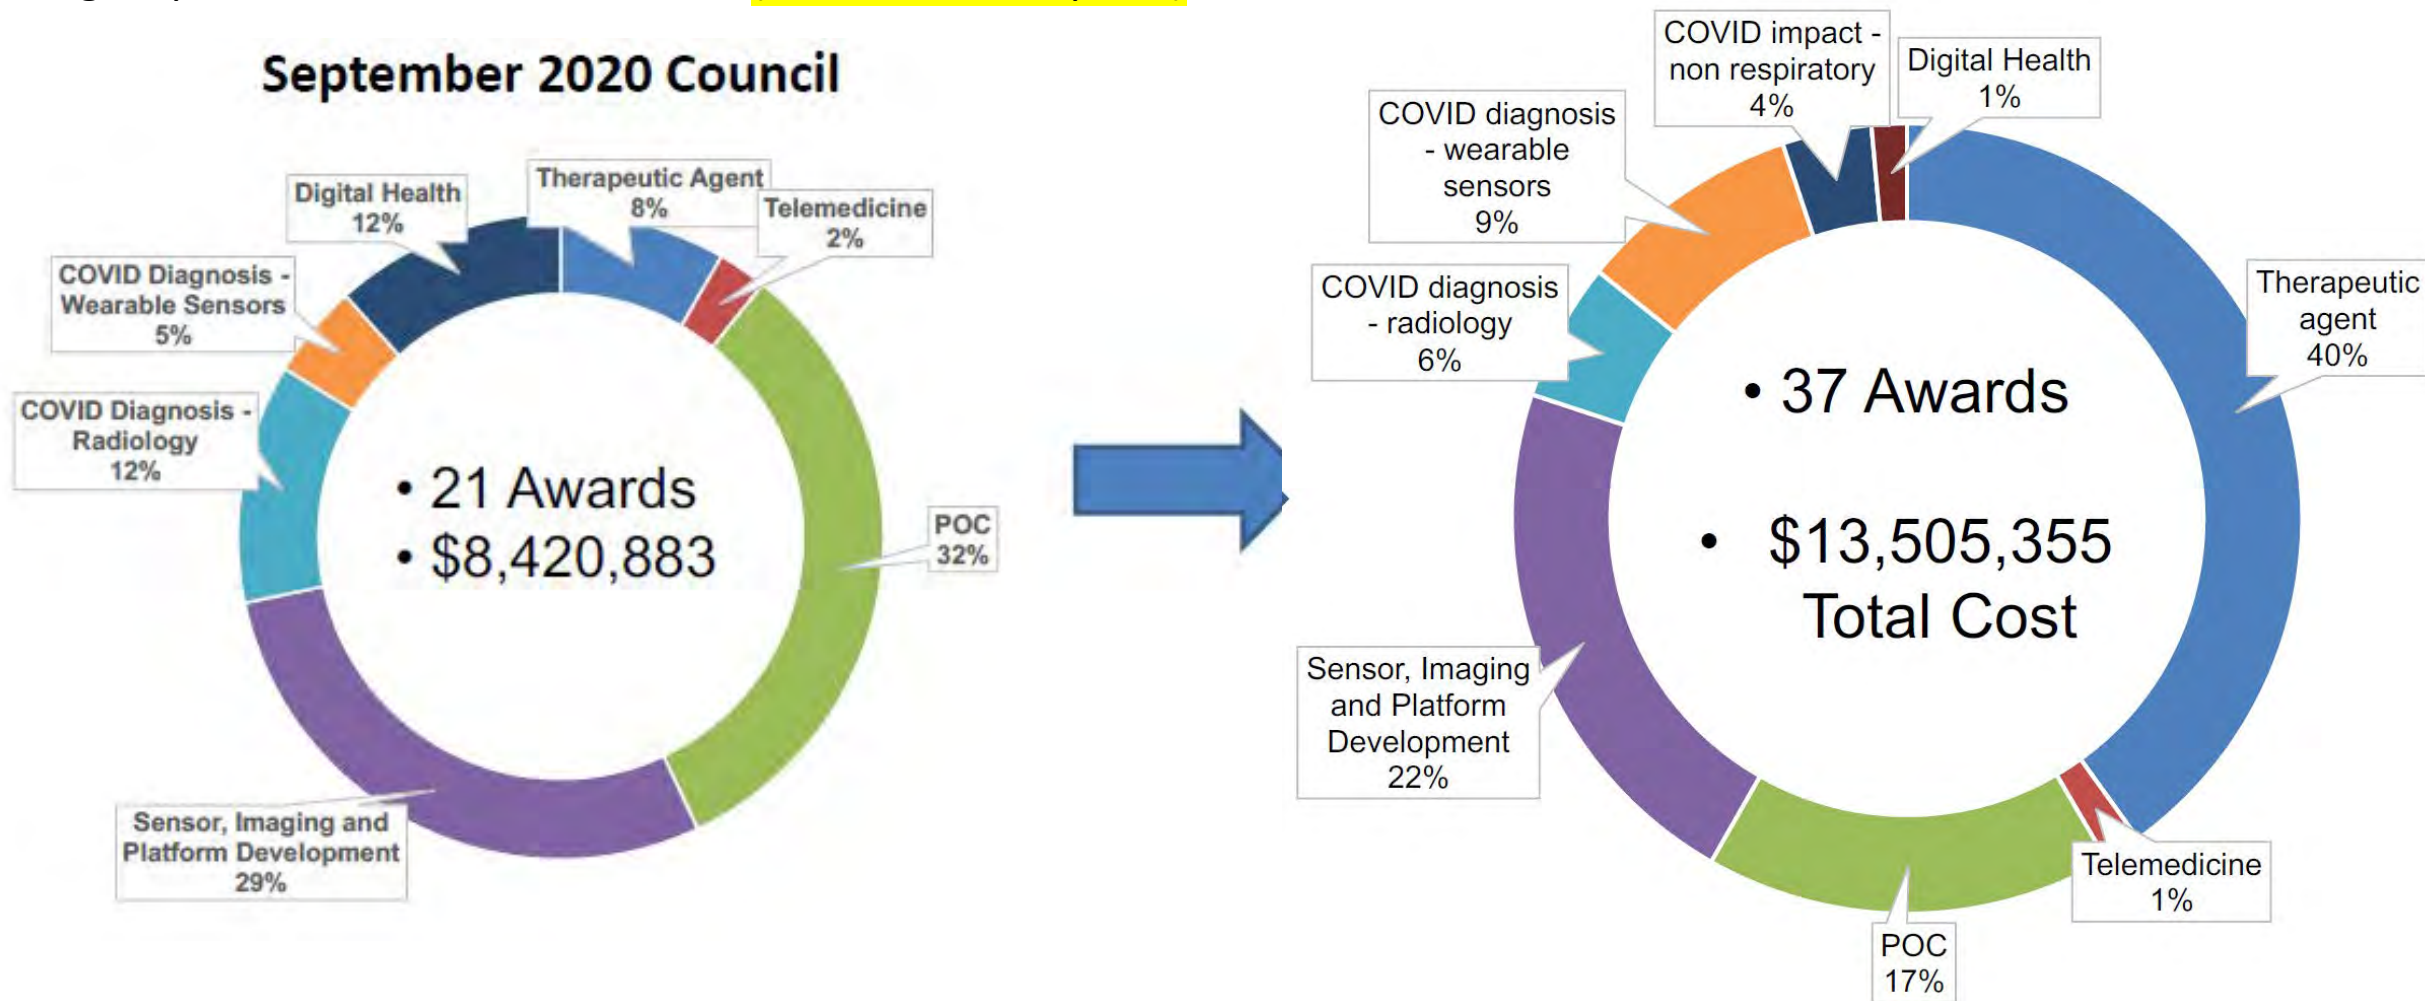 September 2020 Council
Digital Health
12%
Therapeutic Agent
8%
Telemedicine
2%
COVID Diagnosis -
Wearable Sensors
5%
COVID Diagnosis -
Radiology
12%
• 21 Awards
• $8,420,883
POC
32%
Sensor, Imaging and
Platform Development
29%
COVID impact -
non respiratory
4%
Digital Health
1%
COVID diagnosis
- wearable
sensors
9%
COVID diagnosis
- radiology
6%
Therapeutic
agent
40%
• 37 Awards
• $13,505,355
Total Cost
Sensor, Imaging
and Platform
Development
22%
Telemedicine
1%
POC
17%